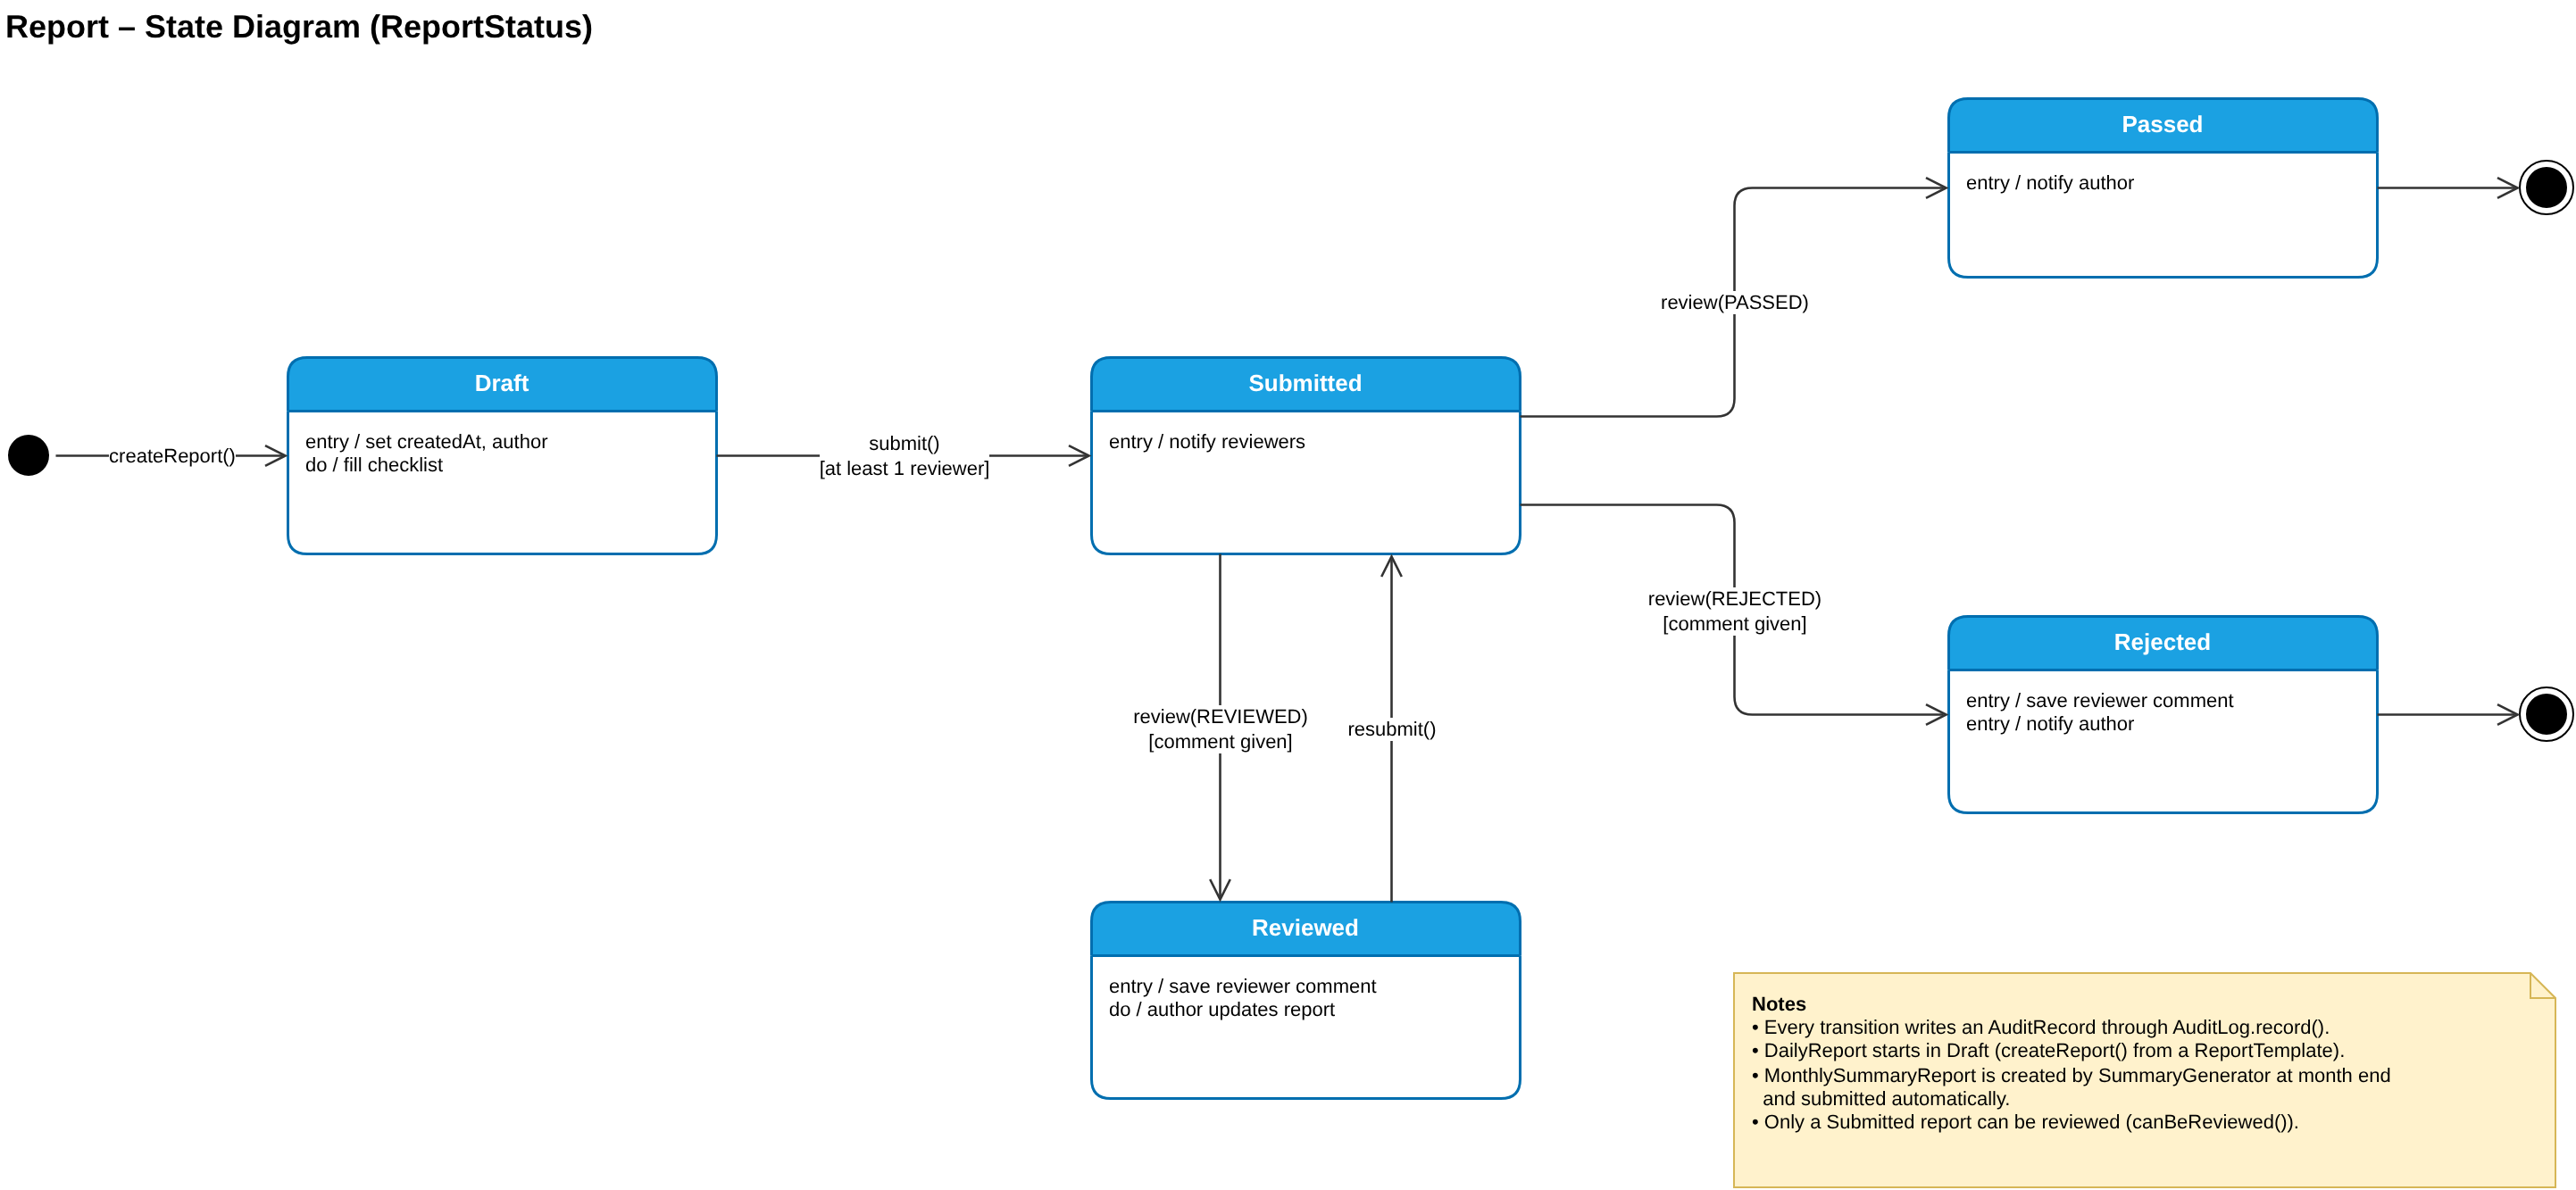 Report – State Diagram (ReportStatus)
Passed
entry / notify author
review(PASSED)
Draft
entry / set createdAt, author
do / fill checklist
createReport()
submit()
[at least 1 reviewer]
Submitted
entry / notify reviewers
review(REJECTED)
[comment given]
Rejected
entry / save reviewer comment
entry / notify author
review(REVIEWED)
[comment given]
resubmit()
Reviewed
entry / save reviewer comment
do / author updates report
Notes
• Every transition writes an AuditRecord through AuditLog.record().
• DailyReport starts in Draft (createReport() from a ReportTemplate).
• MonthlySummaryReport is created by SummaryGenerator at month end
and submitted automatically.
• Only a Submitted report can be reviewed (canBeReviewed()).